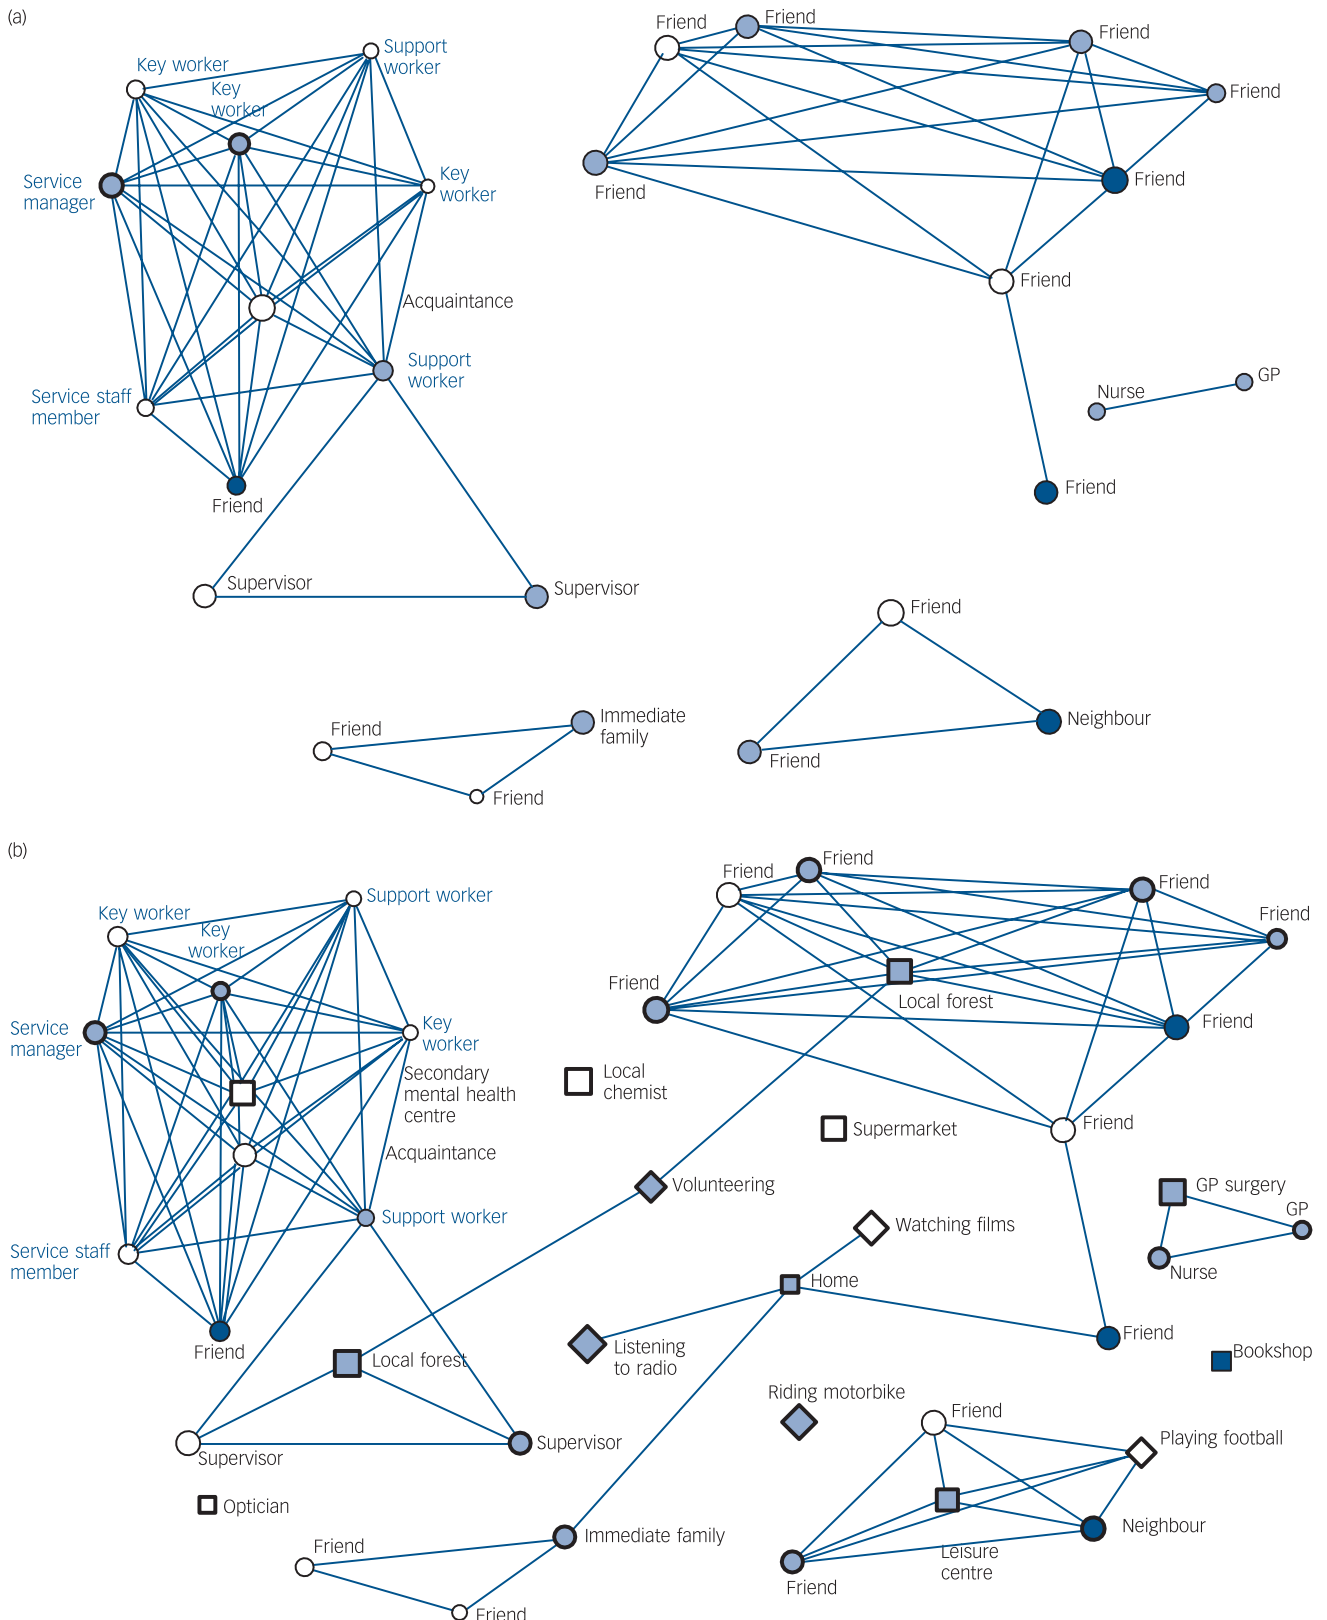 (a)
Friend
Friend
Friend
Support
worker
Key worker
Key
worker
Friend
Service
manager
Key
worker
Friend
Friend
Friend
Acquaintance
Support
worker
Service staff
member
Nurse
GP
Friend
Friend
Supervisor
Supervisor
Friend
Friend
Immediate
family
Neighbour
Friend
Friend
(b)
Friend
Friend
Friend
Support worker
Key worker
Key
worker
Friend
Friend
Local forest
Friend
Service
manager
Key
worker
Secondary
mental health
centre
Local
chemist
Supermarket
Friend
Acquaintance
Volunteering
GP surgery
GP
Support worker
Watching films
Service staff
member
Nurse
Home
Friend
Friend
Local forest
Listening
to radio
Bookshop
Riding motorbike
Friend
Playing football
Supervisor
Supervisor
Optician
Immediate family
Neighbour
Friend
Leisure
centre
Friend
Friend